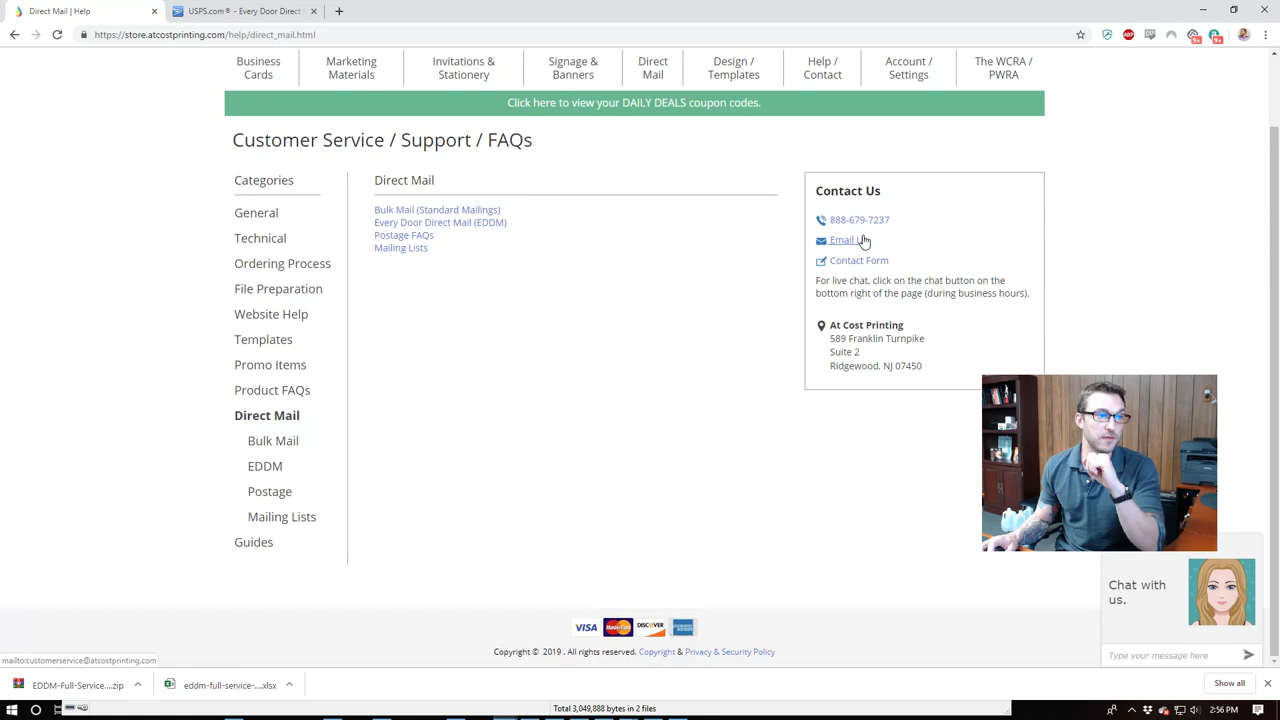 Direct Mail | Help
USPS.com® - Every Door Direct
https://store.atcostprinting.com/help/direct_mail.html
Business
Cards
Marketing
Materials
Invitations &
Stationery
Signage &
Banners
Direct
Mail
Design /
Templates
Help /
Contact
Account /
Settings
The WCRA /
PWRA
Click here to view your DAILY DEALS coupon codes.
Customer Service / Support / FAQs
Categories
General
Technical
Ordering Process
File Preparation
Website Help
Templates
Promo Items
Product FAQs
Direct Mail
Bulk Mail
EDDM
Postage
Mailing Lists
Guides
Direct Mail
Bulk Mail (Standard Mailings)
Every Door Direct Mail (EDDM)
Postage FAQs
Mailing Lists
Contact Us
888-679-7237
Email
Contact Form
For live chat, click on the chat button on the
bottom right of the page (during business hours).
At Cost Printing
589 Franklin Turnpike
Suite 2
Ridgewood, NJ 07450
Chat with
us.
Type your message here
VISA MasterCard DISCOVER AMERICAN EXPRESS
Copyright © 2019 . All rights reserved. Copyright & Privacy & Security Policy
mailto:customerservice@atcostprinting.com
EDDM-Full-Service....zip
eddm-full-service-....xlsx
Show all
Total 3,049,888 bytes in 2 files
2:56 PM